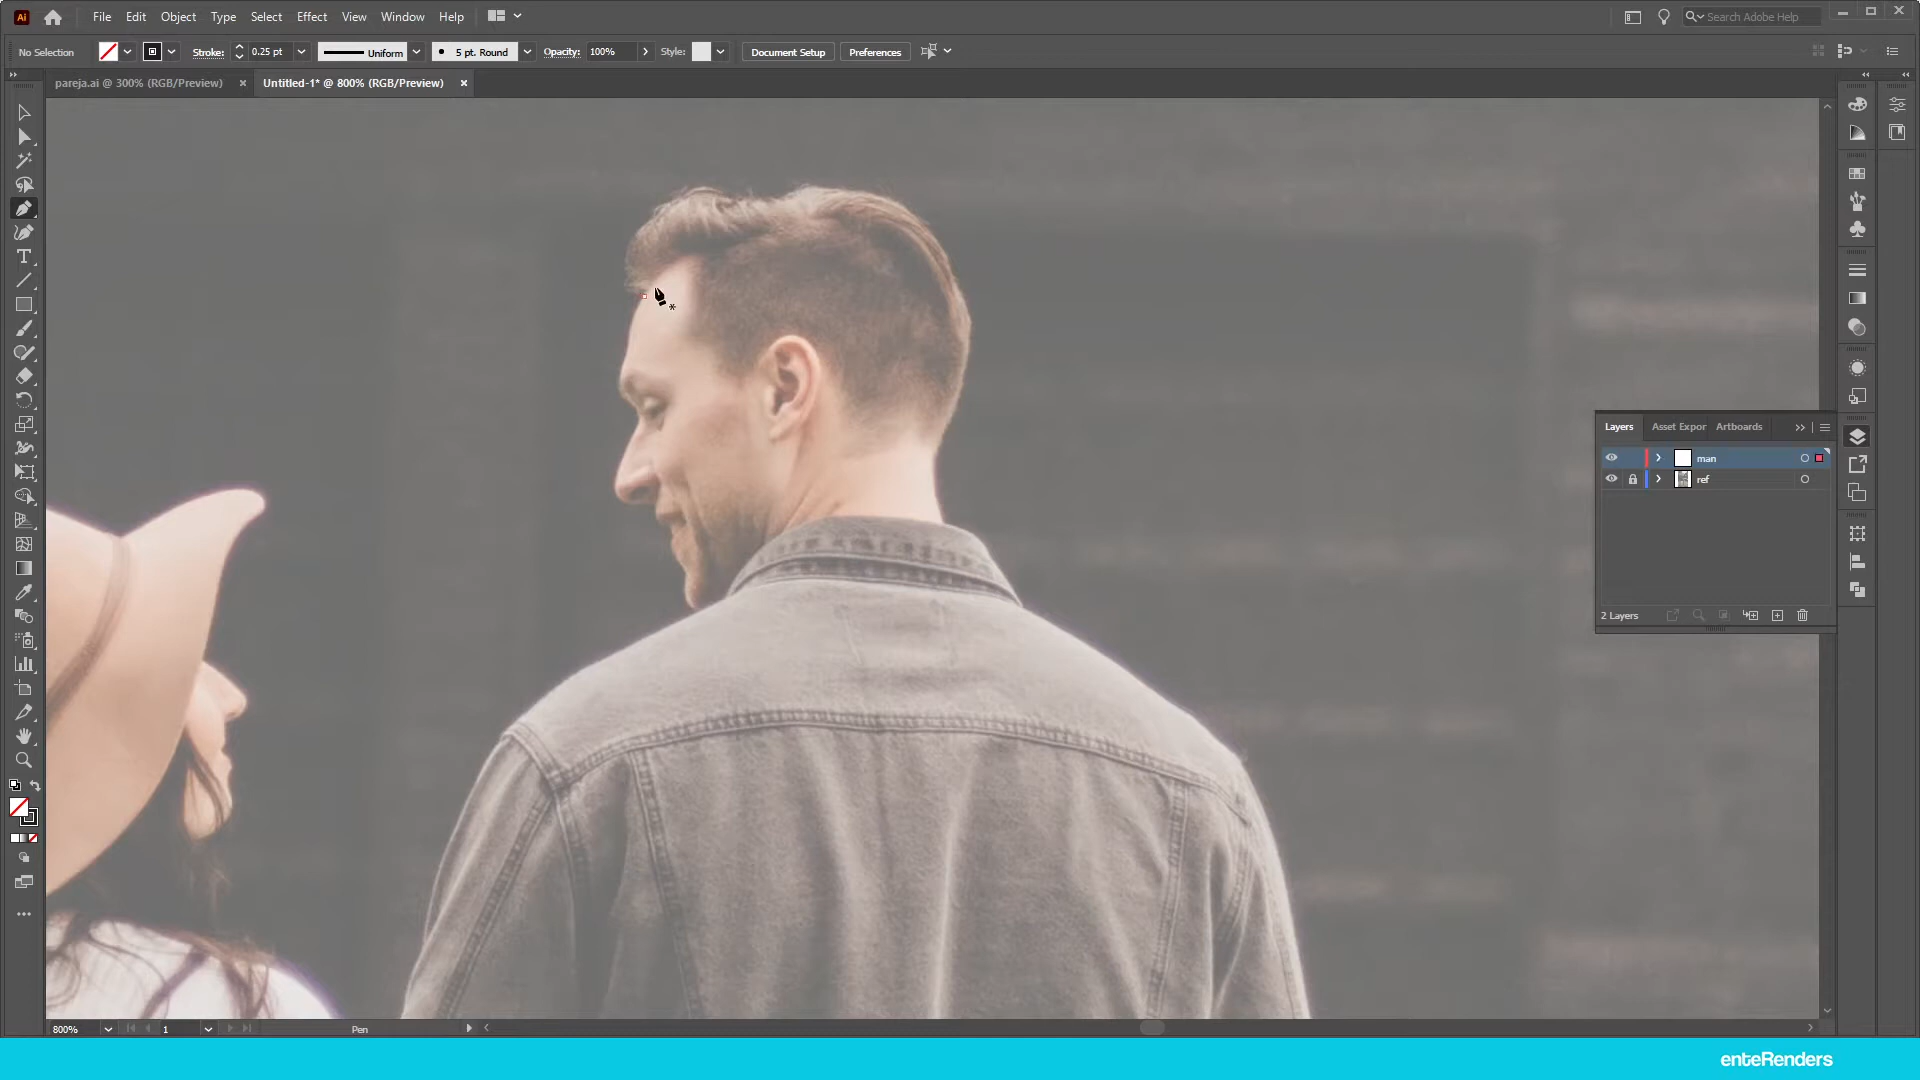 Ai File Edit Object Type Select Effect View Window Help Search Adobe Help
No Selection Stroke: 0.25 pt Uniform 5 pt. Round Opacity: 100% Style: Document Setup Preferences
pareja.ai @ 300% (RGB/Preview) Untitled-1* @ 800% (RGB/Preview)
Layers Asset Expor Artboards
man
ref
2 Layers
800% 1 Pen
enteRenders